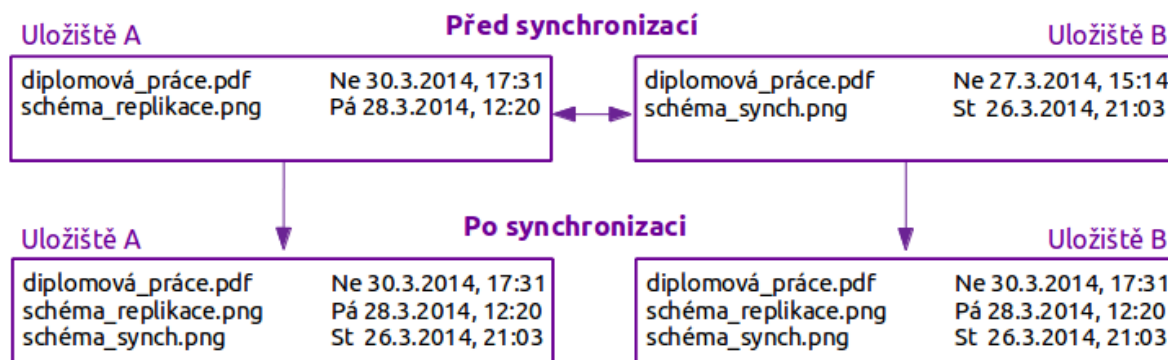 Před synchronizací
Uložiště A
Uložiště B
diplomová_práce.pdf Ne 30.3.2014, 17:31
schéma_replikace.png Pá 28.3.2014, 12:20
diplomová_práce.pdf Ne 27.3.2014, 15:14
schéma_synch.png St 26.3.2014, 21:03
Po synchronizaci
Uložiště A
Uložiště B
diplomová_práce.pdf Ne 30.3.2014, 17:31
schéma_replikace.png Pá 28.3.2014, 12:20
schéma_synch.png St 26.3.2014, 21:03
diplomová_práce.pdf Ne 30.3.2014, 17:31
schéma_replikace.png Pá 28.3.2014, 12:20
schéma_synch.png St 26.3.2014, 21:03